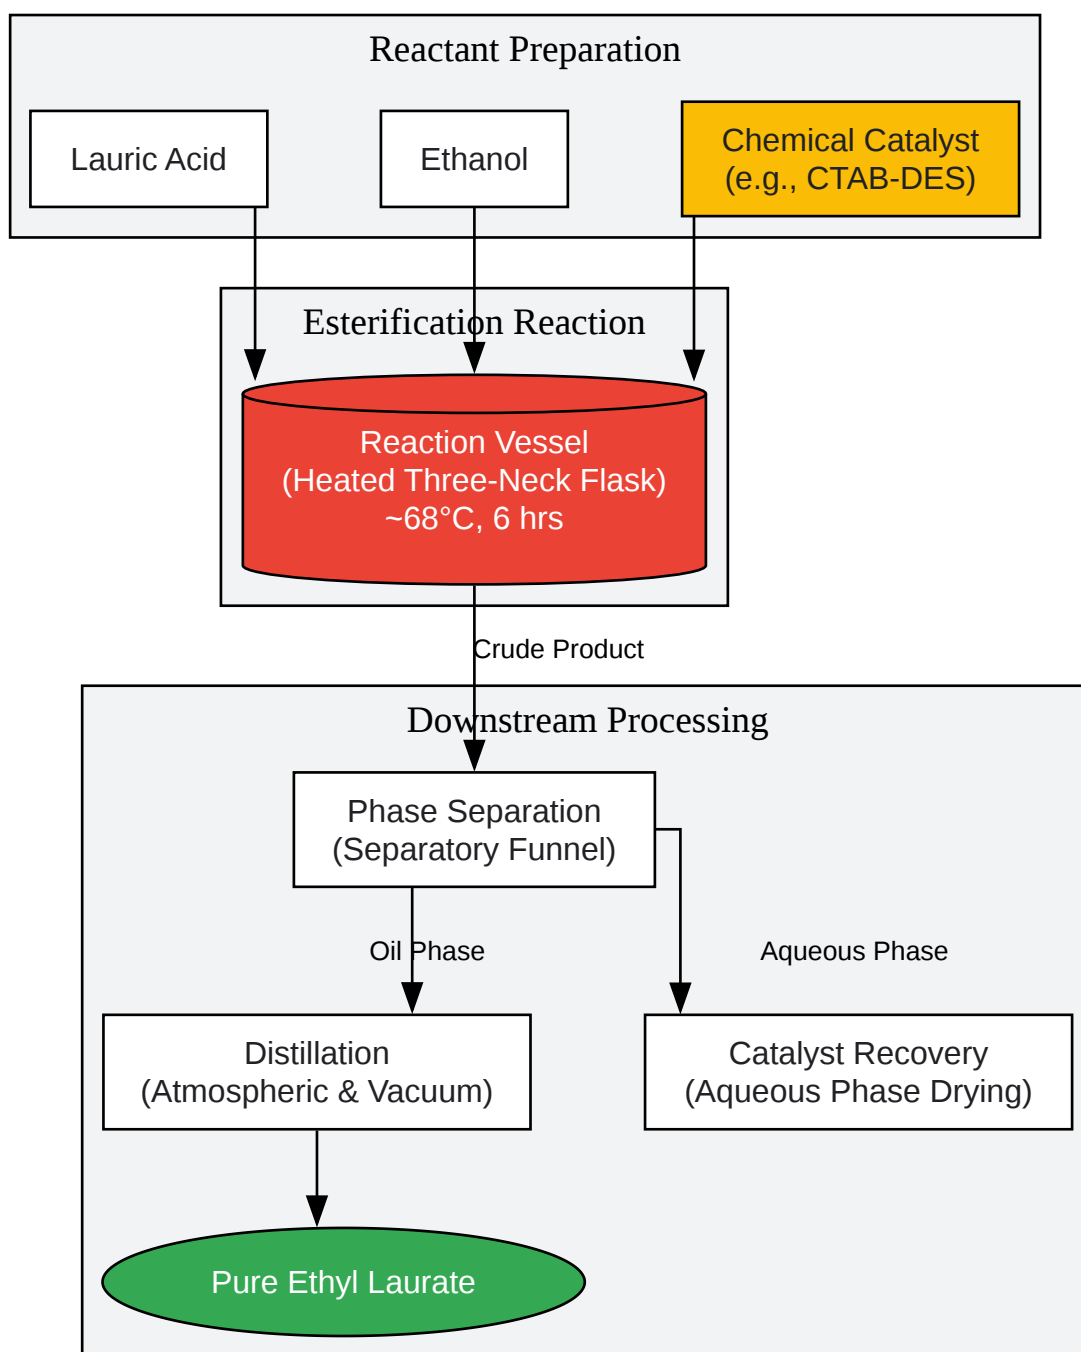 Reactant Preparation
Lauric Acid
Ethanol
Chemical Catalyst
(e.g., CTAB-DES)
Esterification Reaction
Reaction Vessel
(Heated Three-Neck Flask)
~68°C, 6 hrs
Crude Product
Downstream Processing
Phase Separation
(Separatory Funnel)
Oil Phase
Aqueous Phase
Distillation
(Atmospheric & Vacuum)
Catalyst Recovery
(Aqueous Phase Drying)
Pure Ethyl Laurate